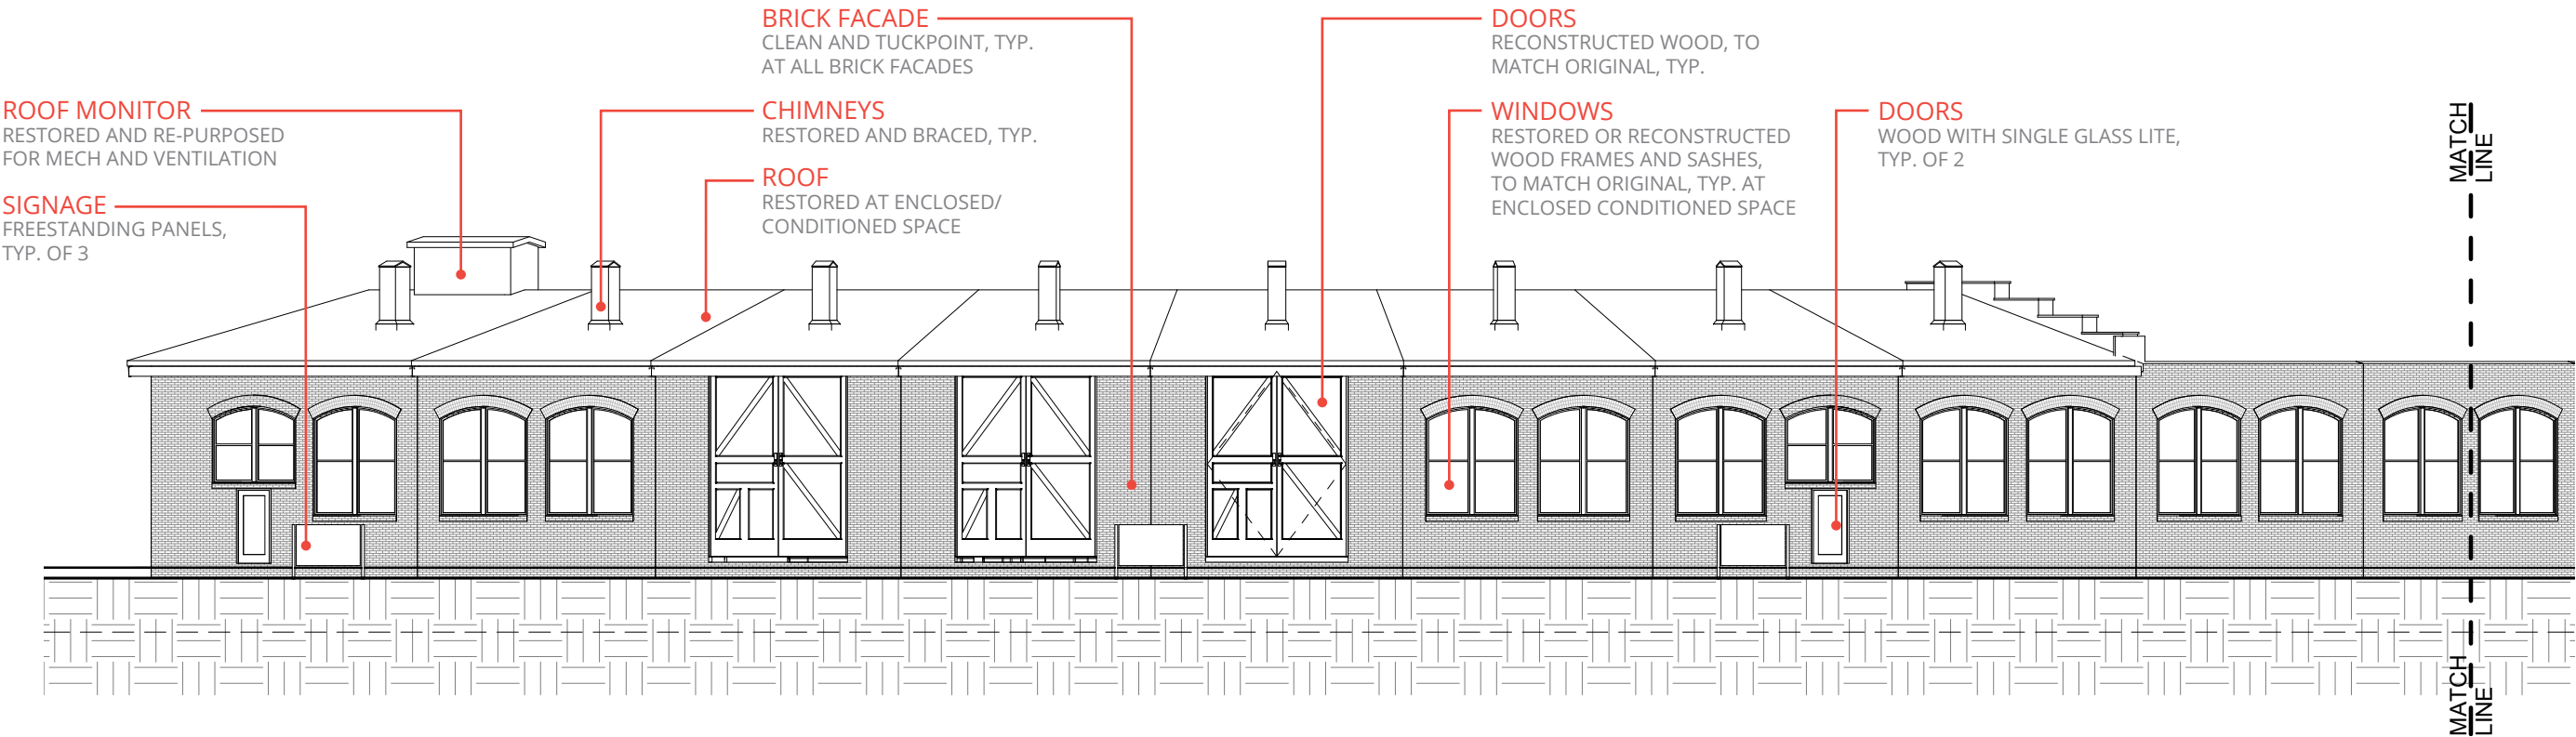 ROOF MONITOR
RESTORED AND RE-PURPOSED
FOR MECH AND VENTILATION
SIGNAGE
FREESTANDING PANELS,
TYP. OF 3
BRICK FACADE
CLEAN AND TUCKPOINT, TYP.
AT ALL BRICK FACADES
CHIMNEYS
RESTORED AND BRACED, TYP.
ROOF
RESTORED AT ENCLOSED/
CONDITIONED SPACE
DOORS
RECONSTRUCTED WOOD, TO
MATCH ORIGINAL, TYP.
WINDOWS
RESTORED OR RECONSTRUCTED
WOOD FRAMES AND SASHES,
TO MATCH ORIGINAL, TYP. AT
ENCLOSED CONDITIONED SPACE
DOORS
WOOD WITH SINGLE GLASS LITE,
TYP. OF 2
MATCH
LINE
MATCH
LINE